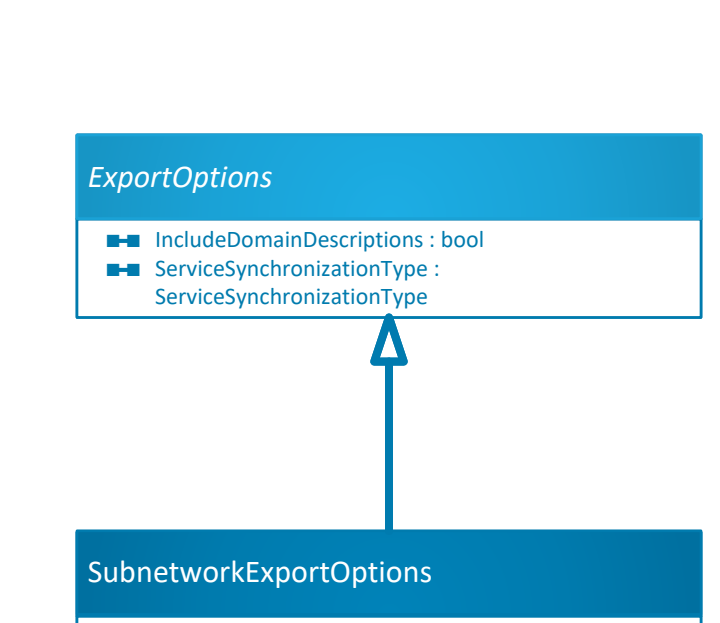 ExportOptions
IncludeDomainDescriptions : bool
ServiceSynchronizationType :
ServiceSynchronizationType
SubnetworkExportOptions